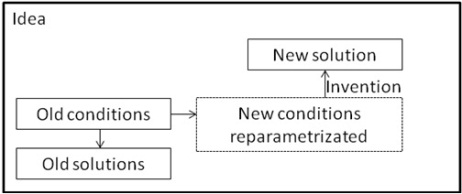 Idea
New solution
Invention
Old conditions
New conditions
reparametrizated
Old solutions